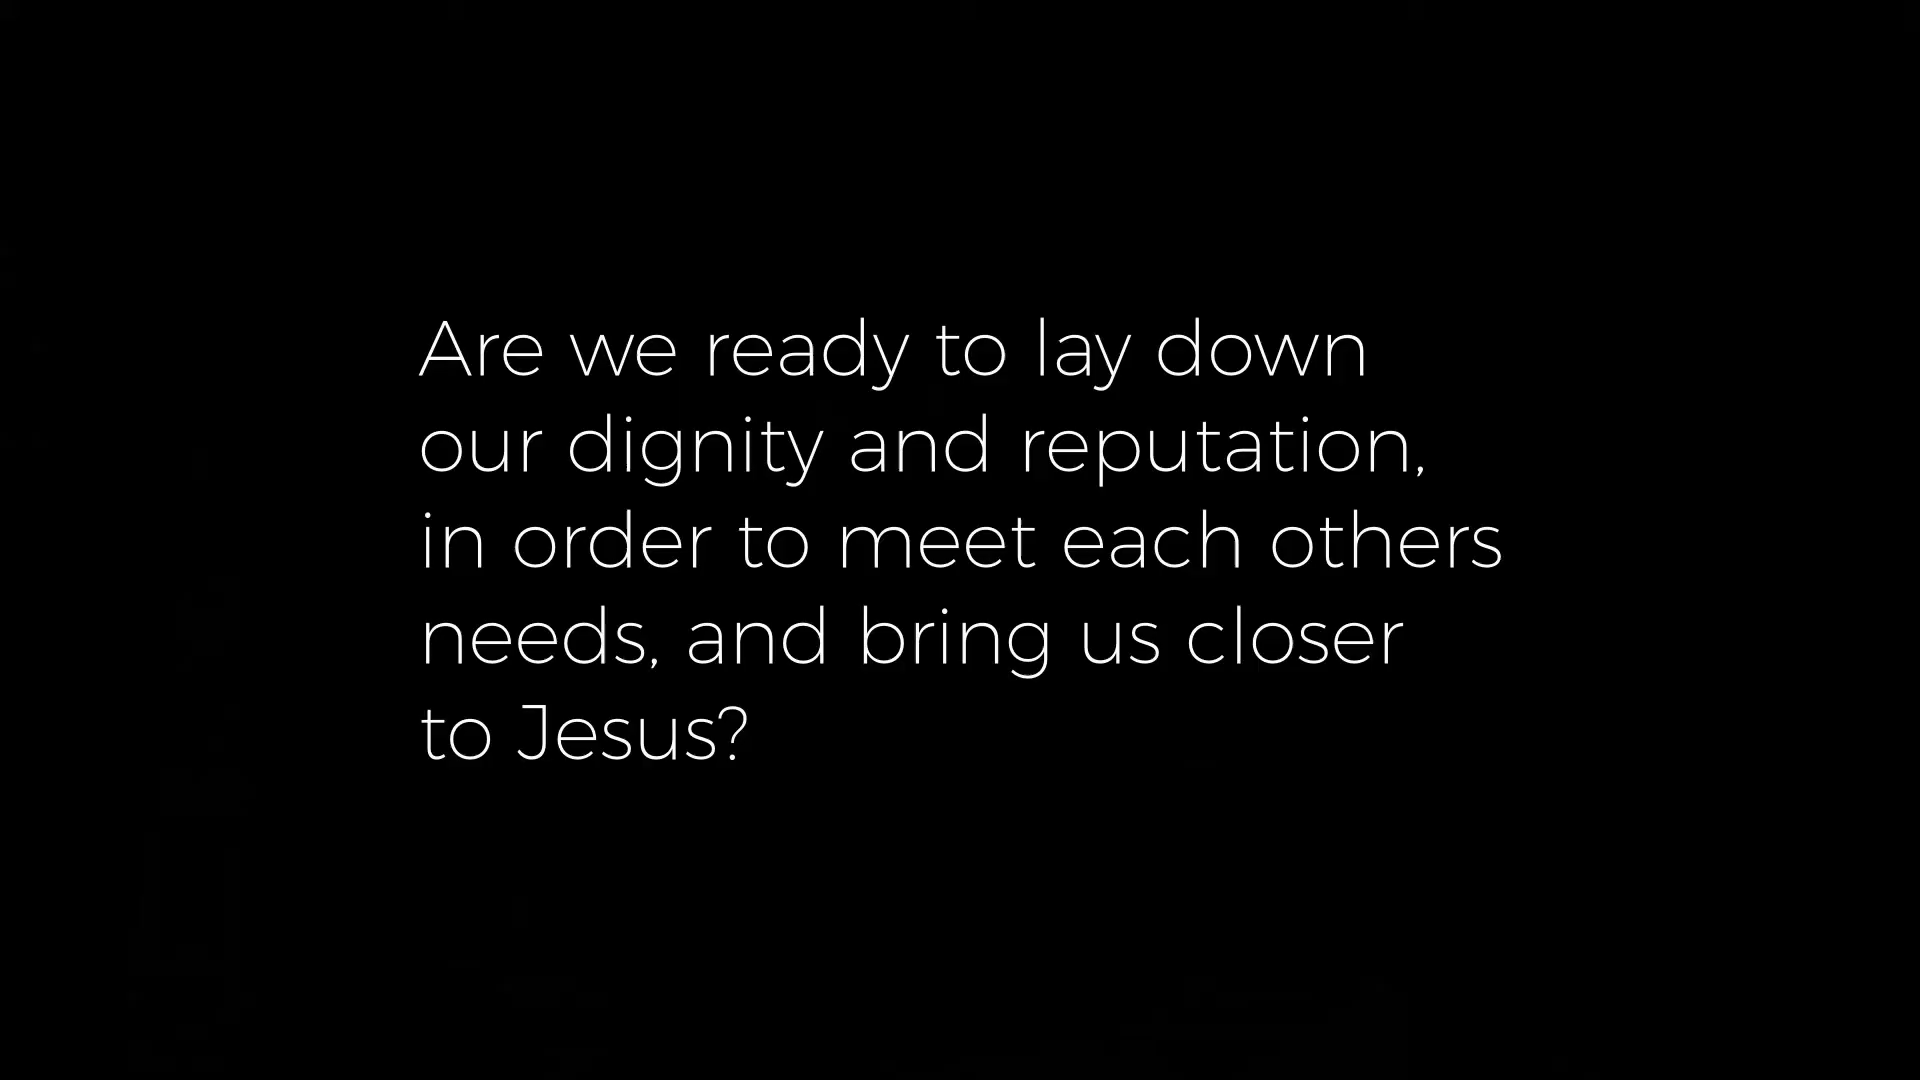 Are we ready to lay down
our dignity and reputation,
in order to meet each others
needs, and bring us closer
to Jesus?